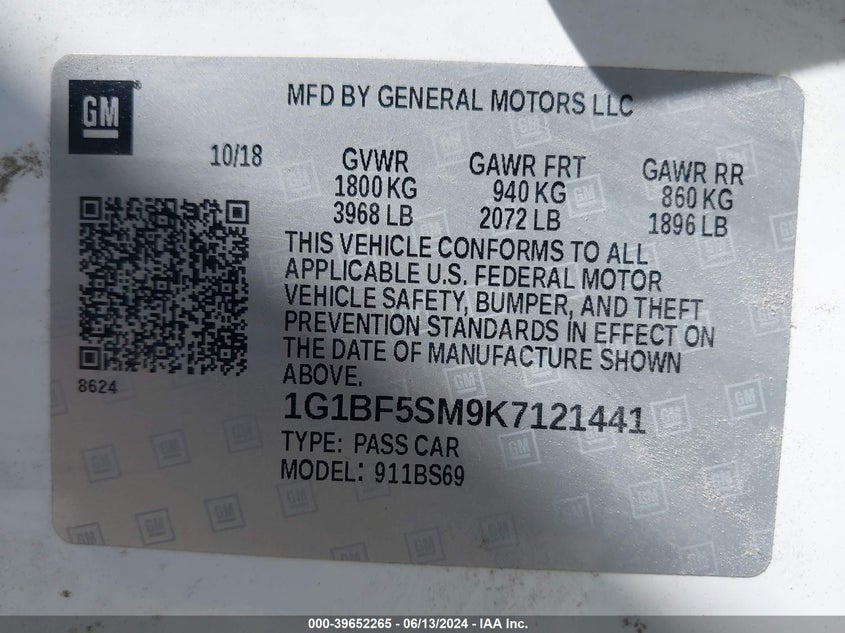 GM
MFD BY GENERAL MOTORS LLC
10/18
GVWR
1800 KG
3968 LB
GAWR FRT
940 KG
2072 LB
GAWR RR
860 KG
1896 LB
THIS VEHICLE CONFORMS TO ALL
APPLICABLE U.S. FEDERAL MOTOR
VEHICLE SAFETY, BUMPER, AND THEFT
PREVENTION STANDARDS IN EFFECT ON
THE DATE OF MANUFACTURE SHOWN
ABOVE.
8624
1G1BF5SM9K7121441
TYPE: PASS CAR
MODEL: 911BS69
000-39652265 - 06/13/2024 - IAA Inc.